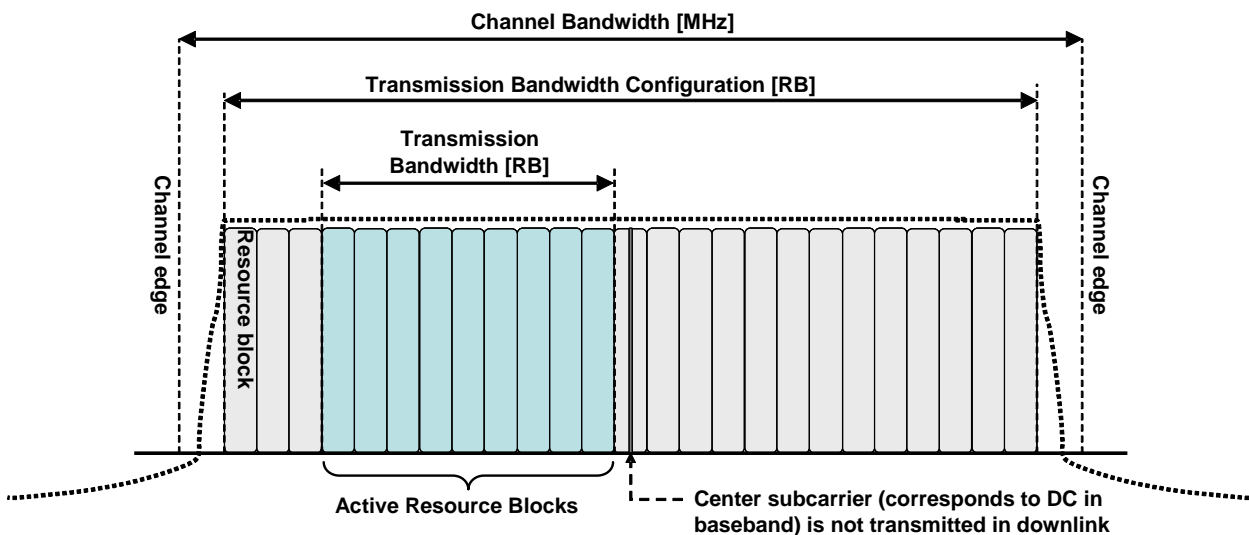 Channel Bandwidth [MHz]
Transmission Bandwidth Configuration [RB]
Transmission
Bandwidth [RB]
Channel edge
Channel edge
Resource block
Active Resource Blocks
Center subcarrier (corresponds to DC in
baseband) is not transmitted in downlink